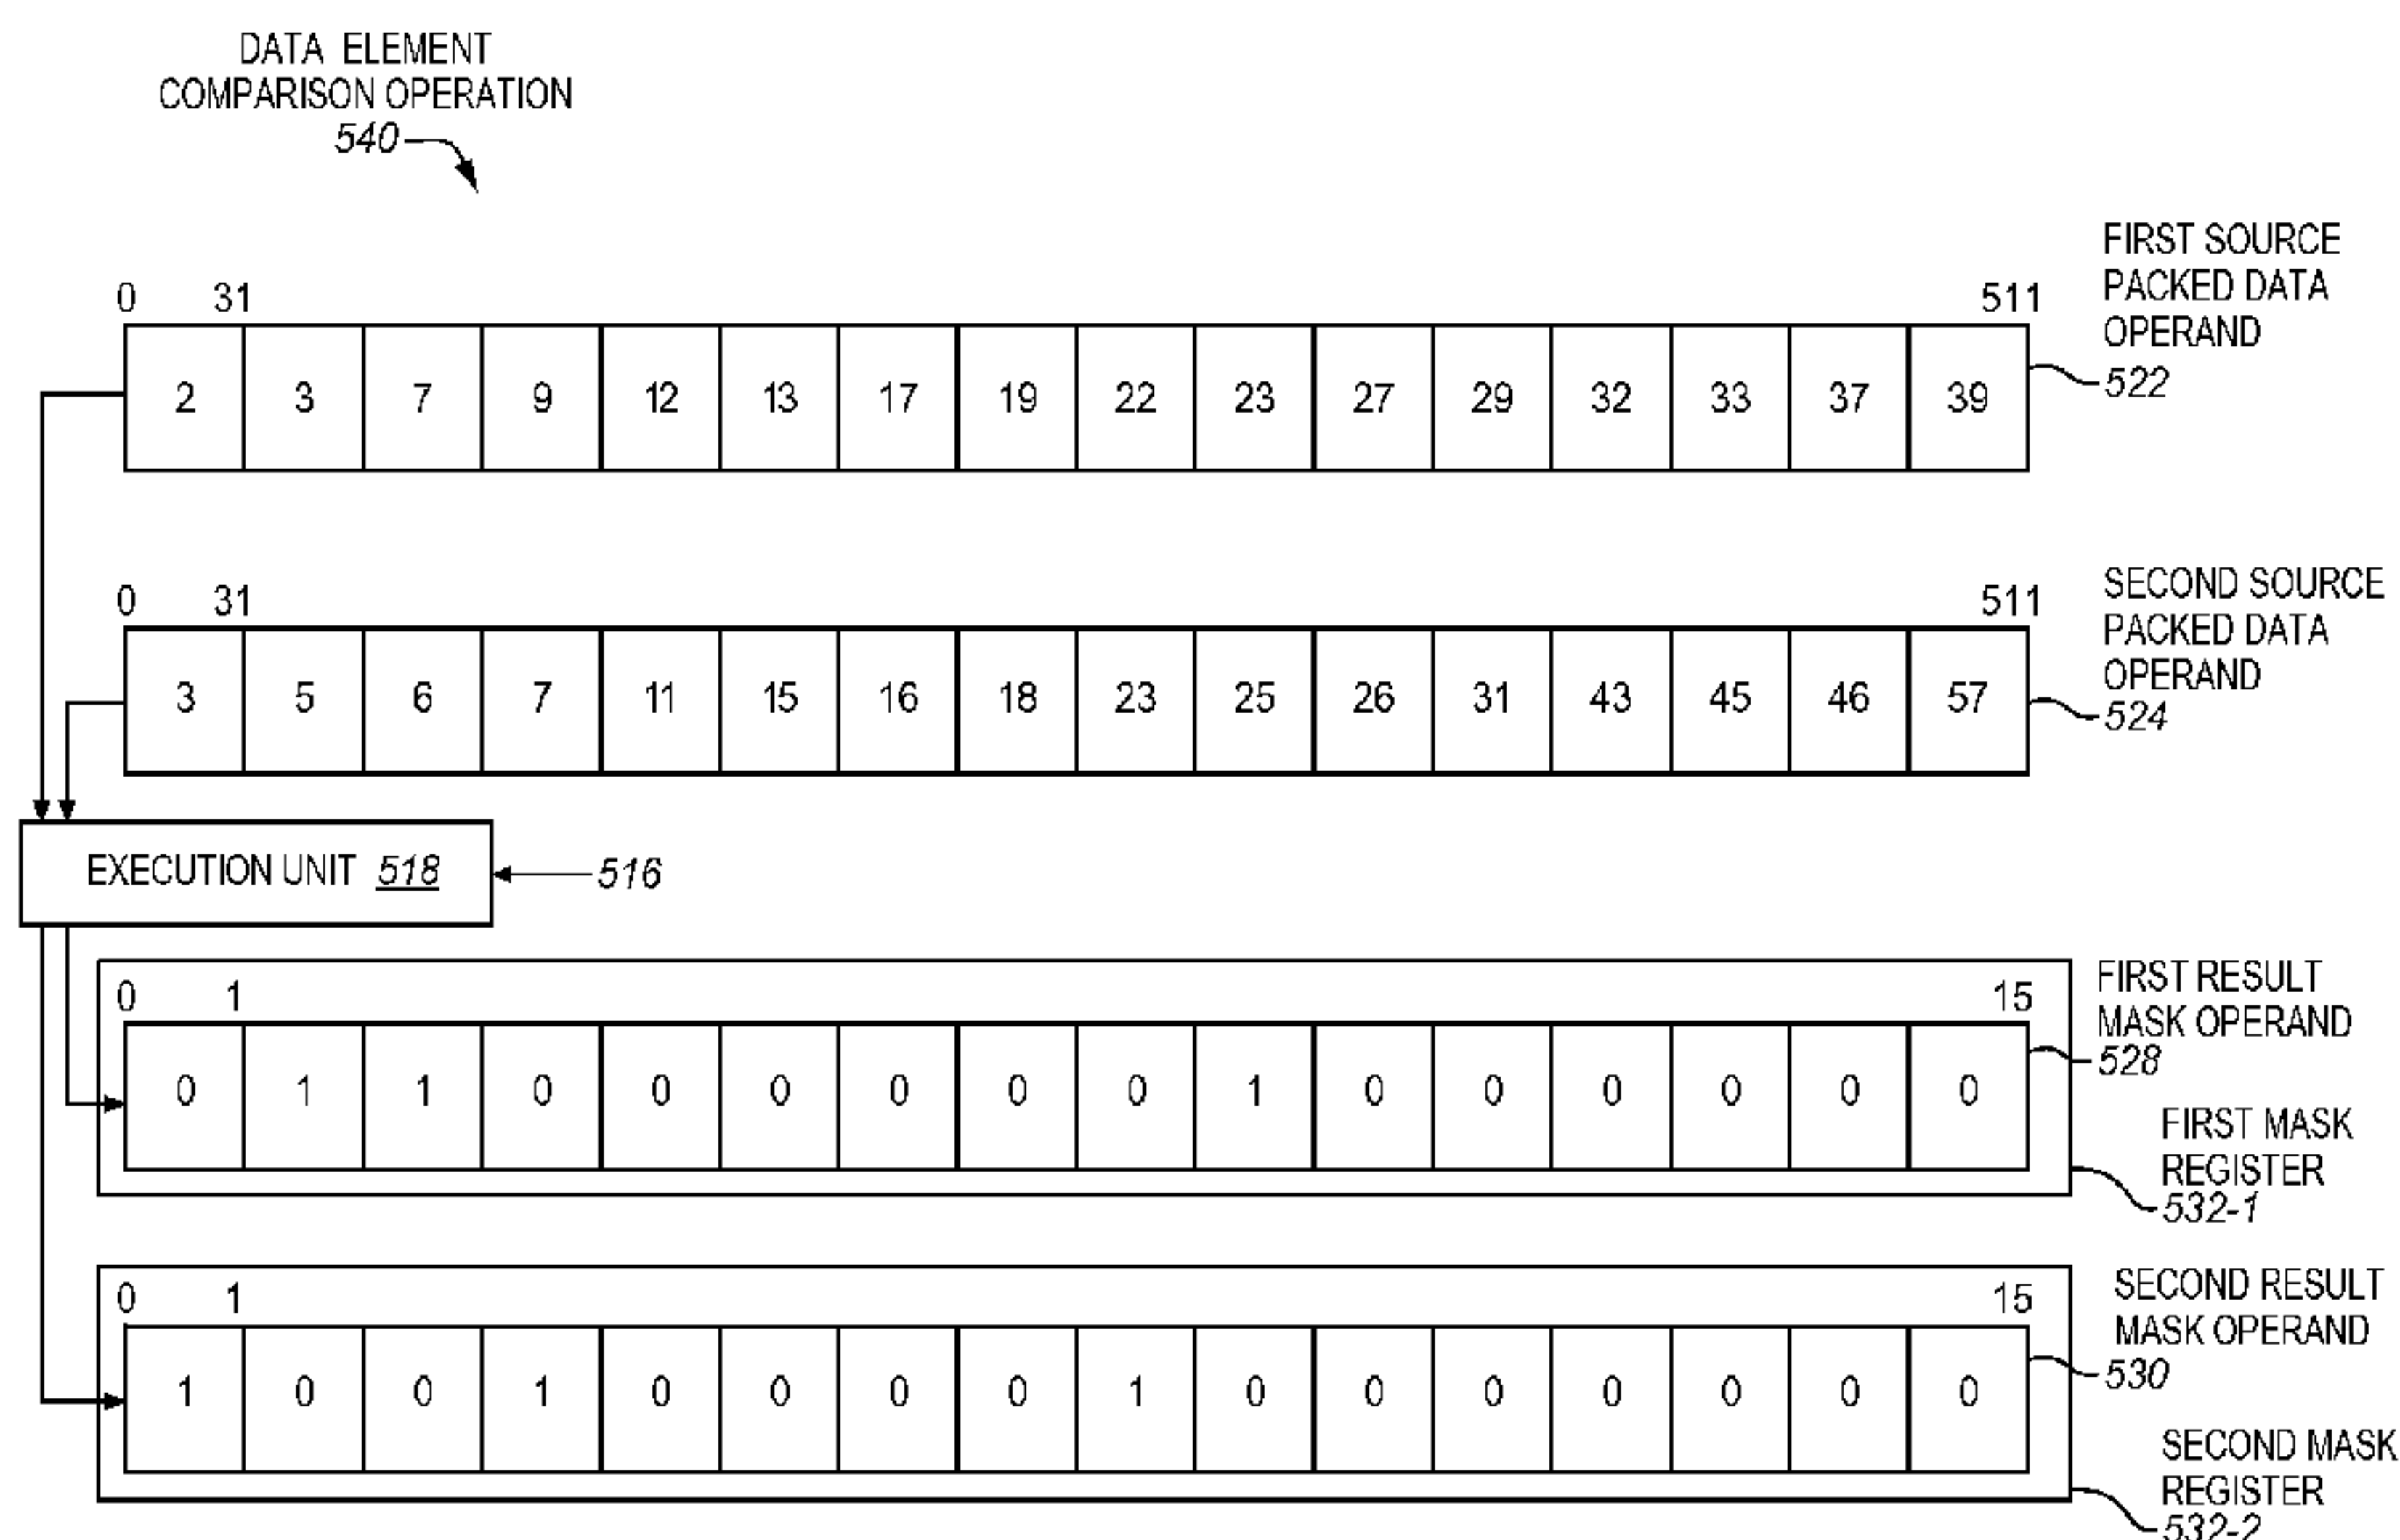 DATA ELEMENT
COMPARISON OPERATION
540
FIRST SOURCE
PACKED DATA
OPERAND
522
0 31 511
2 3 7 9 12 13 17 19 22 23 27 29 32 33 37 39
SECOND SOURCE
PACKED DATA
OPERAND
524
0 31 511
3 5 6 7 11 15 16 18 23 25 26 31 43 45 46 57
EXECUTION UNIT 518
516
FIRST RESULT
MASK OPERAND
528
0 1 15
0 1 1 0 0 0 0 0 0 1 0 0 0 0 0 0
FIRST MASK
REGISTER
532-1
SECOND RESULT
MASK OPERAND
530
0 1 15
1 0 0 1 0 0 0 0 1 0 0 0 0 0 0 0
SECOND MASK
REGISTER
532-2